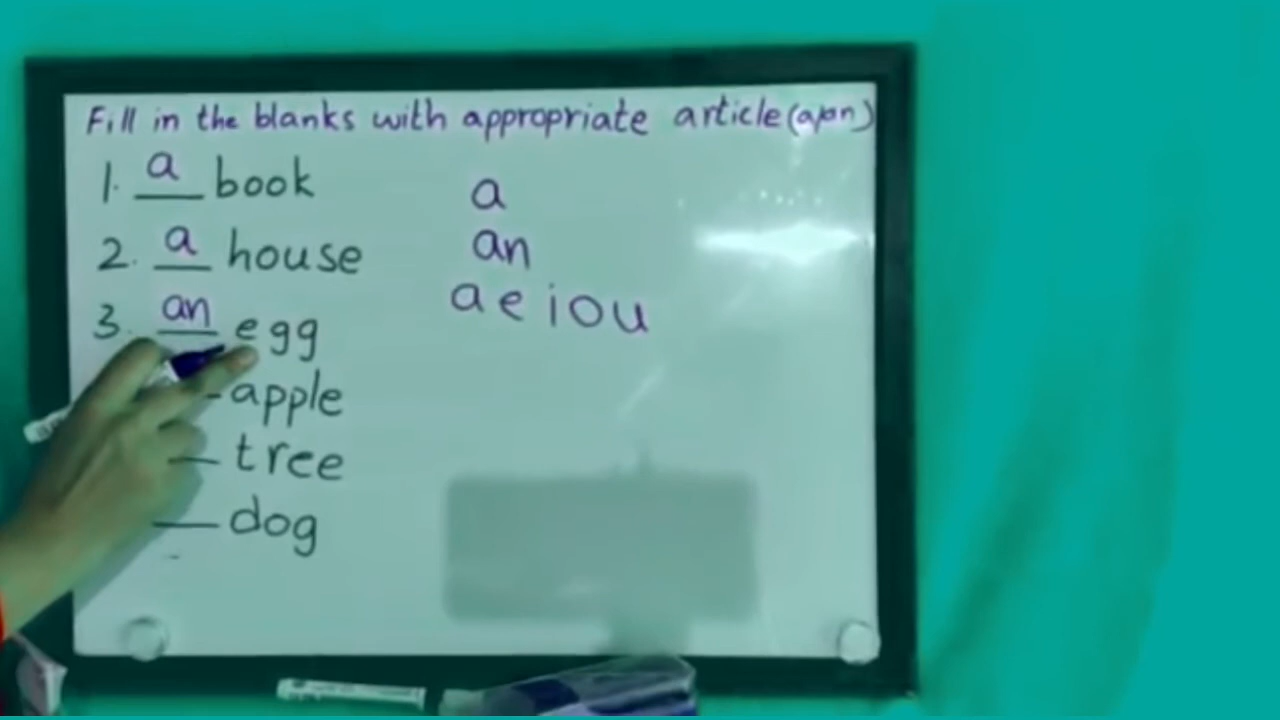 Fill in the blanks with appropriate article (a/an)
1. a book
2. a house
3. an egg
apple
tree
dog
a
an
a e i o u